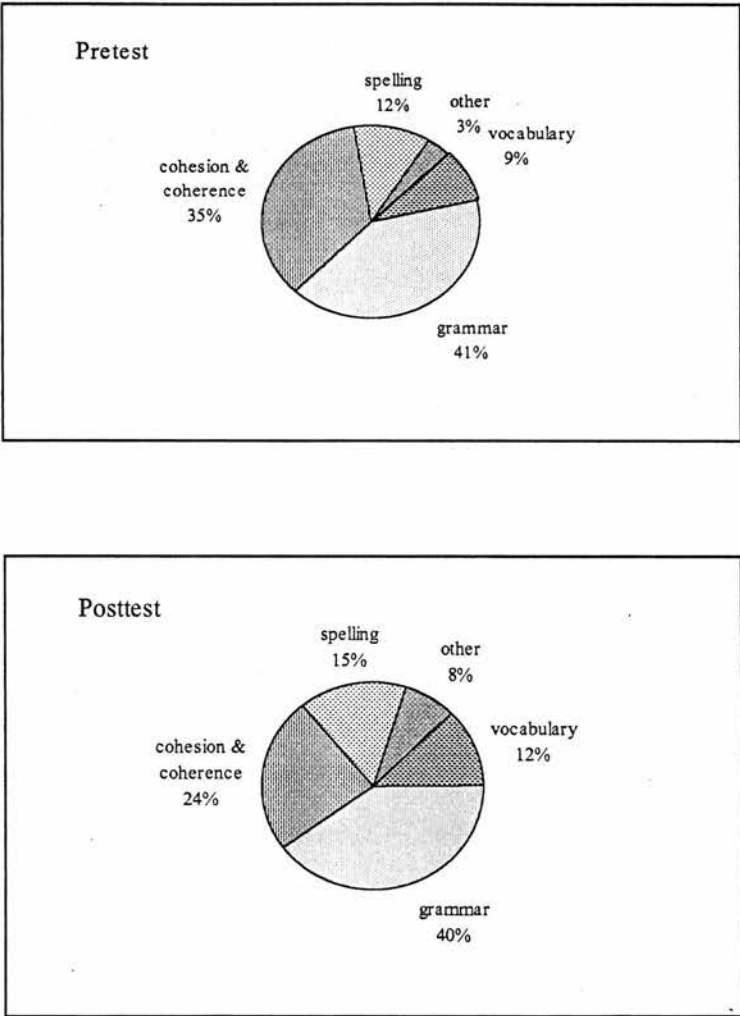 Pretest
spelling
12%
other
3%
vocabulary
9%
cohesion &
coherence
35%
grammar
41%
Posttest
spelling
15%
other
8%
vocabulary
12%
cohesion &
coherence
24%
grammar
40%